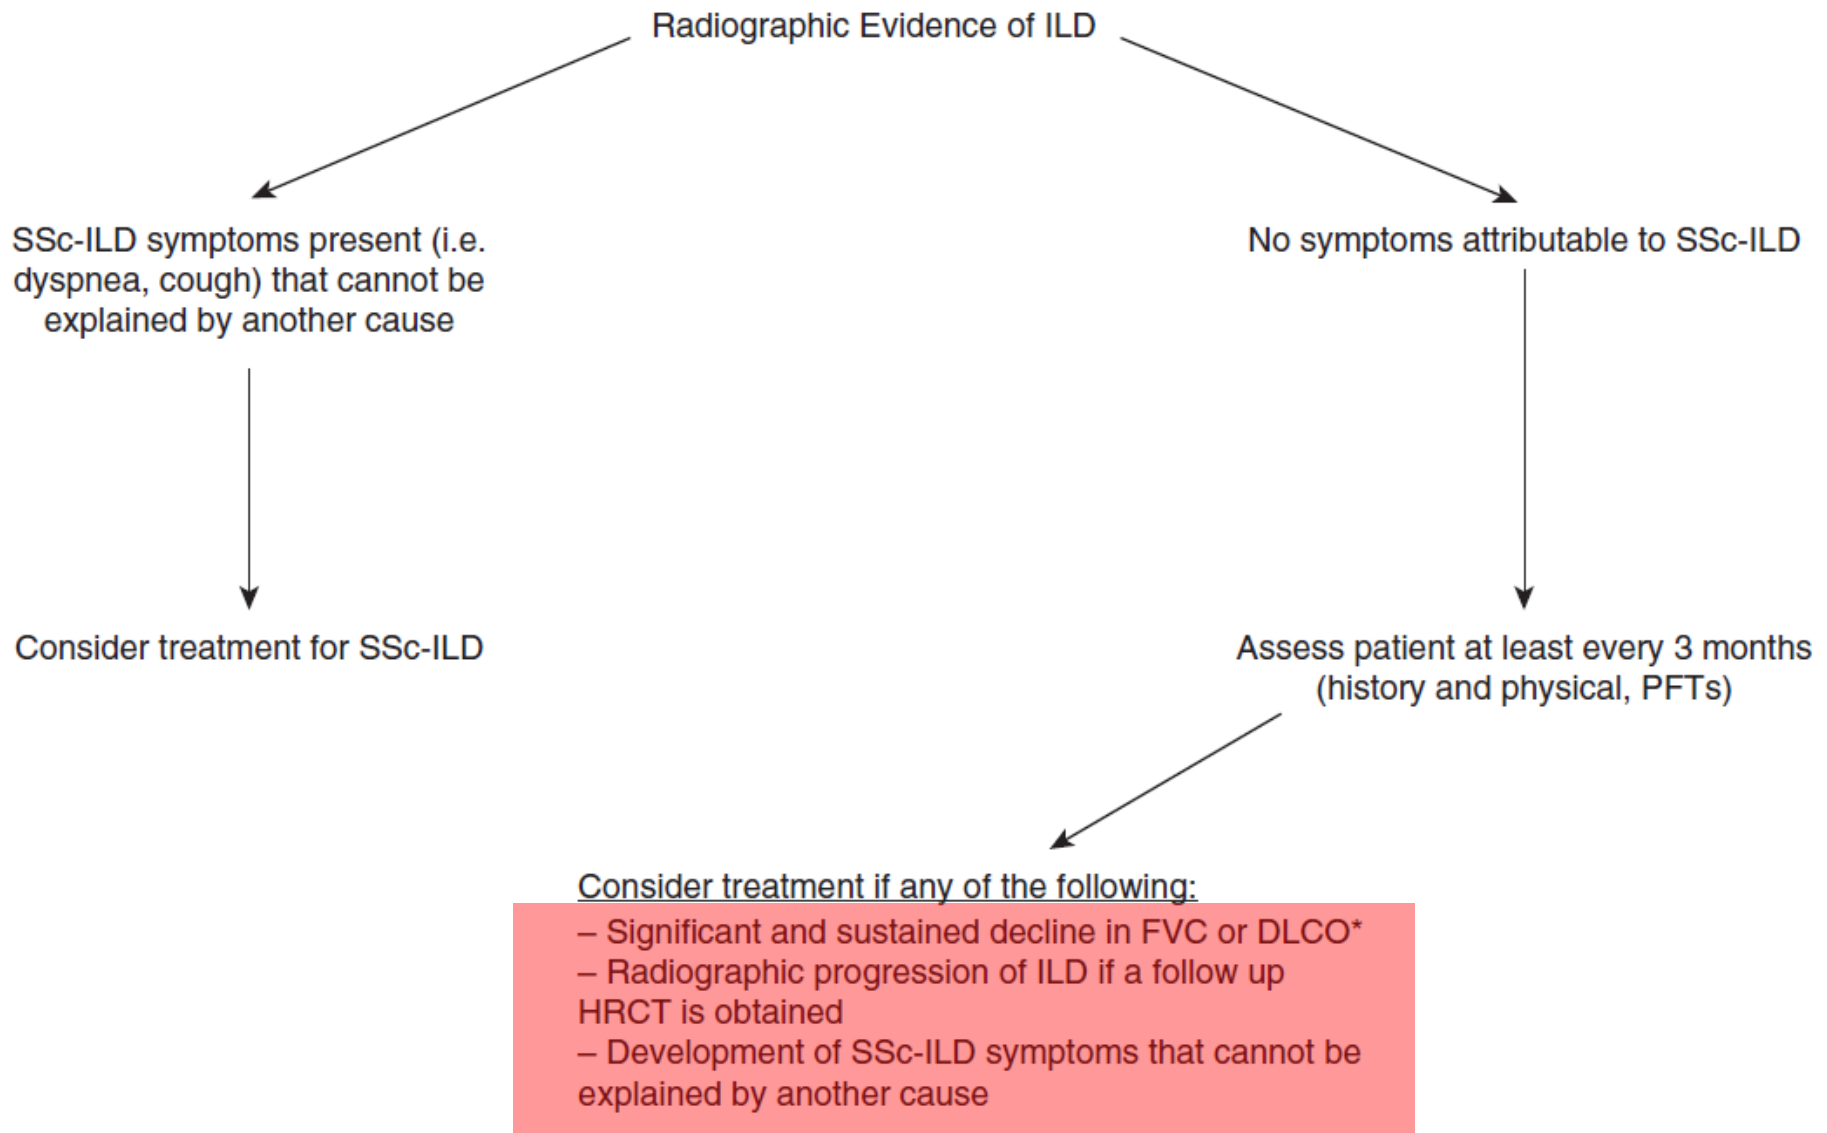 Radiographic Evidence of ILD
SSc-ILD symptoms present (i.e.
dyspnea, cough) that cannot be
explained by another cause
No symptoms attributable to SSc-ILD
Consider treatment for SSc-ILD
Assess patient at least every 3 months
(history and physical, PFTs)
Consider treatment if any of the following:
– Significant and sustained decline in FVC or DLCO*
– Radiographic progression of ILD if a follow up
HRCT is obtained
– Development of SSc-ILD symptoms that cannot be
explained by another cause